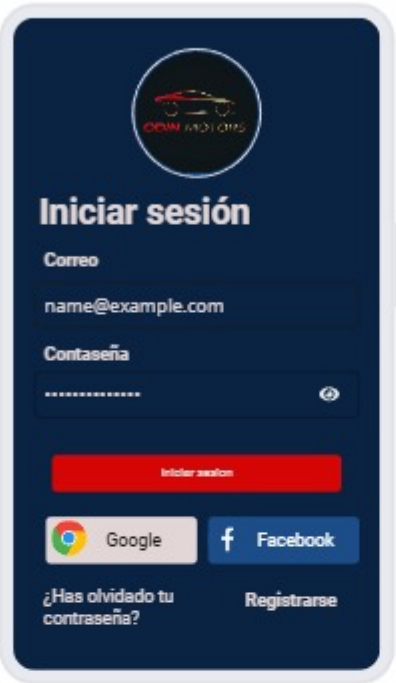 ODIN MOTORS
Iniciar sesión
Correo
name@example.com
Contaseña
Iniciar sesion
Google
Facebook
¿Has olvidado tu
contraseña?
Registrarse